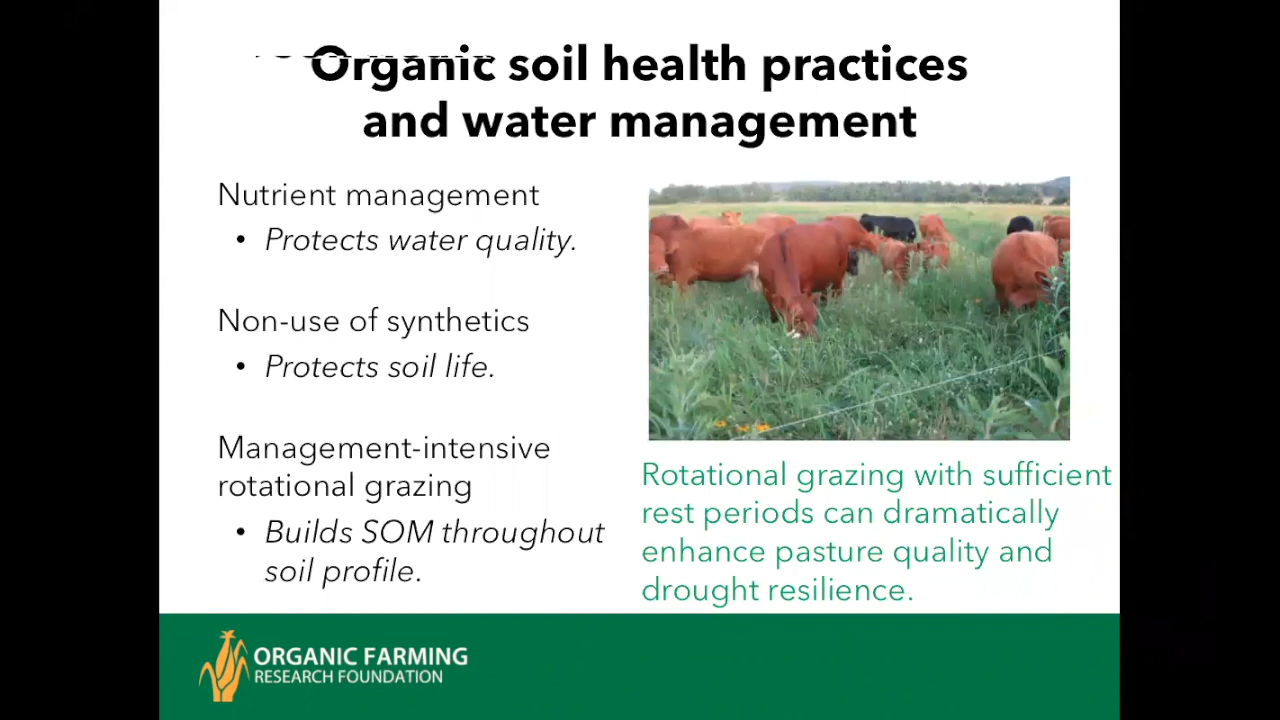 Organic soil health practices
and water management
Nutrient management
• Protects water quality.
Non-use of synthetics
• Protects soil life.
Management-intensive
rotational grazing
• Builds SOM throughout
soil profile.
Rotational grazing with sufficient
rest periods can dramatically
enhance pasture quality and
drought resilience.
ORGANIC FARMING
RESEARCH FOUNDATION